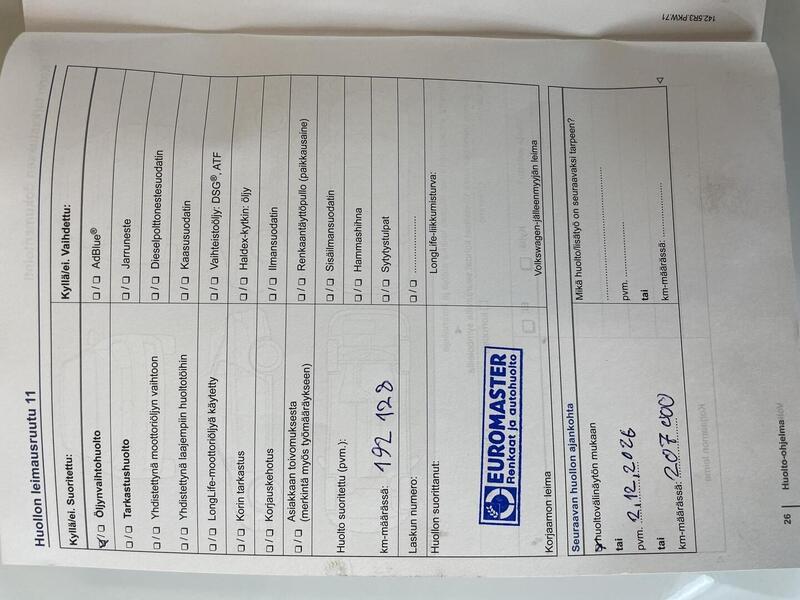 142.5R3.PKW.71
Huollon leimausruutu 11
Kyllä/ei. Suoritettu:
☑/☐ Öljynvaihtohuolto
☐/☐ Tarkastushuolto
☐/☐ Yhdistettynä moottoriöljyn vaihtoon
☐/☐ Yhdistettynä laajempiin huoltotöihin
☐/☐ LongLife-moottoriöljyä käytetty
☐/☐ Korin tarkastus
☐/☐ Korjauskehotus
☐/☐ Asiakkaan toivomuksesta
(merkintä myös työmääräykseen)
Kyllä/ei. Vaihdettu:
☐/☐ AdBlue®
☐/☐ Jarruneste
☐/☐ Dieselpolttonestesuodatin
☐/☐ Kaasusuodatin
☐/☐ Vaihteistoöljy: DSG®, ATF
☐/☐ Haldex-kytkin: öljy
☐/☐ Ilmansuodatin
☐/☐ Renkaantäyttöpullo (paikkausaine)
☐/☐ Sisäilmansuodatin
☐/☐ Hammashihna
☐/☐ Sytytystulpat
☐/☐ ..................
Huolto suoritettu (pvm.):
km-määrässä: 192 128
Laskun numero:
Huollon suorittanut:
LongLife-liikkumisturva:
EUROMASTER
Renkaat ja autohuolto
Korjaamon leima
Volkswagen-jälleenmyyjän leima
Seuraavan huollon ajankohta
huoltovälinäytön mukaan
tai
pvm. 2.12.2026
tai
km-määrässä: 207 000
Mikä huolto/lisätyö on seuraavaksi tarpeen?
..................
pvm. ..................
tai
km-määrässä: ..................
26 | Huolto-ohjelma